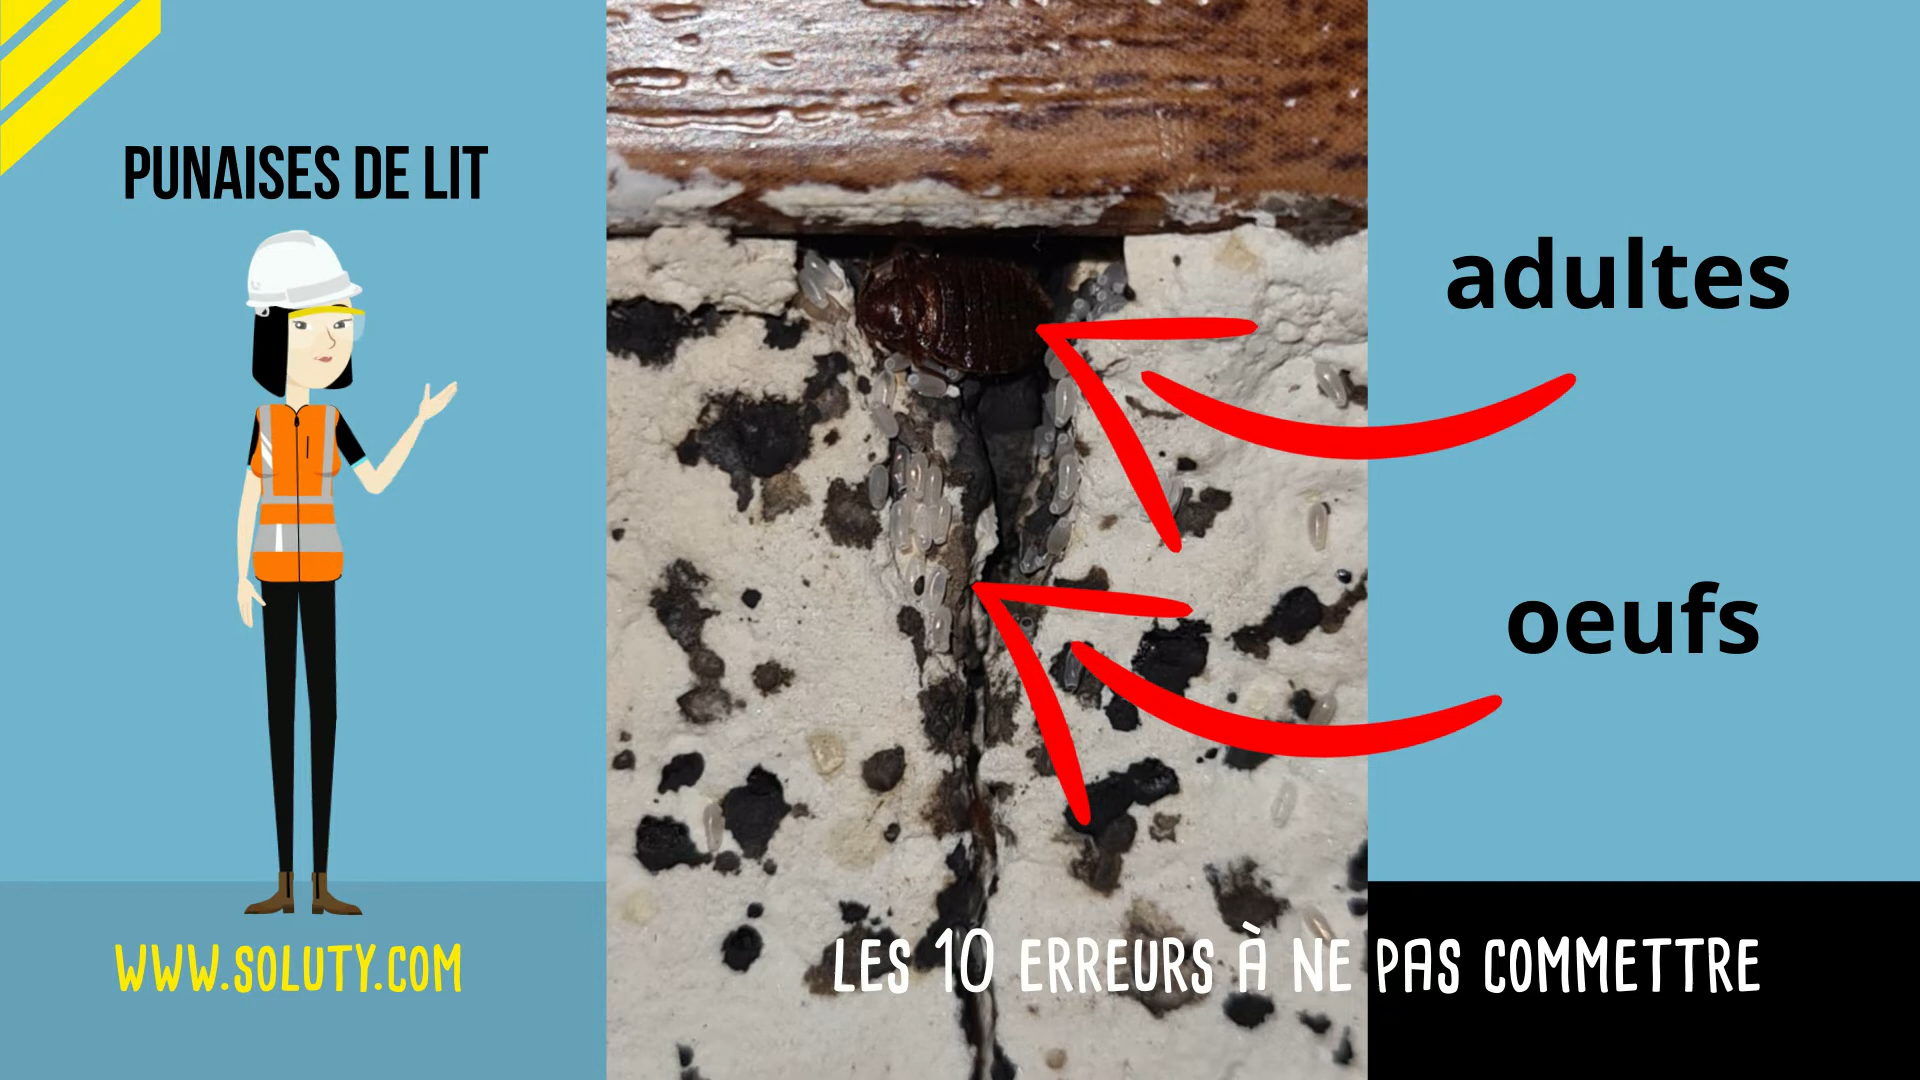 PUNAISES DE LIT
adultes
oeufs
WWW.SOLUTY.COM
LES 10 ERREURS À NE PAS COMMETTRE